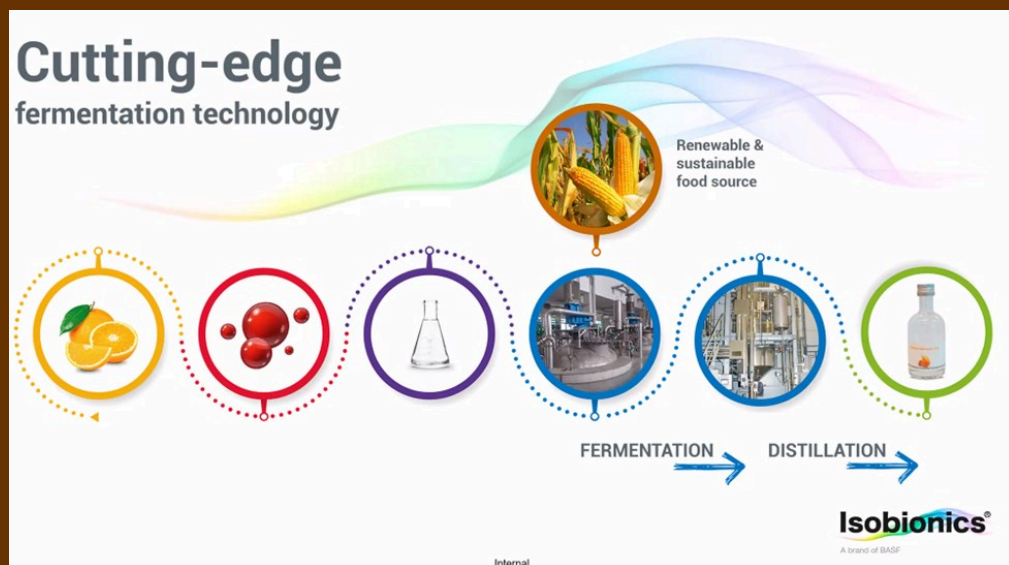 Cutting-edge
fermentation technology
Renewable &
sustainable
food source
FERMENTATION
DISTILLATION
Isobionics®
A brand of BASF
Internal